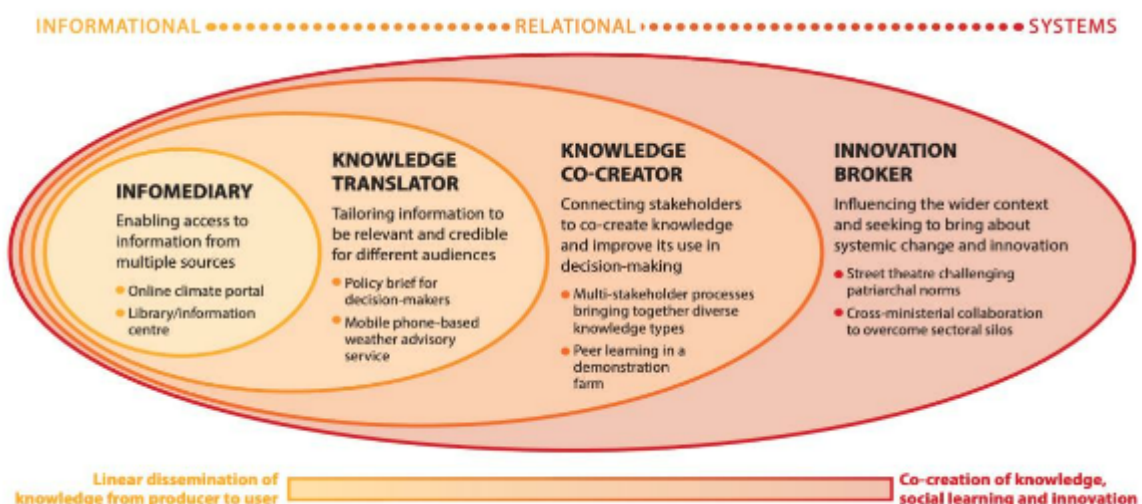 INFORMATIONAL RELATIONAL SYSTEMS
INFOMEDIARY
Enabling access to
information from
multiple sources
Online climate portal
Library/information
centre
KNOWLEDGE
TRANSLATOR
Tailoring information to
be relevant and credible
for different audiences
Policy brief for
decision-makers
Mobile phone-based
weather advisory
service
KNOWLEDGE
CO-CREATOR
Connecting stakeholders
to co-create knowledge
and improve its use in
decision-making
Multi-stakeholder processes
bringing together diverse
knowledge types
Peer learning in a
demonstration
farm
INNOVATION
BROKER
Influencing the wider context
and seeking to bring about
systemic change and innovation
Street theatre challenging
patriarchal norms
Cross-ministerial collaboration
to overcome sectoral silos
Linear dissemination of
knowledge from producer to user
Co-creation of knowledge,
social learning and innovation